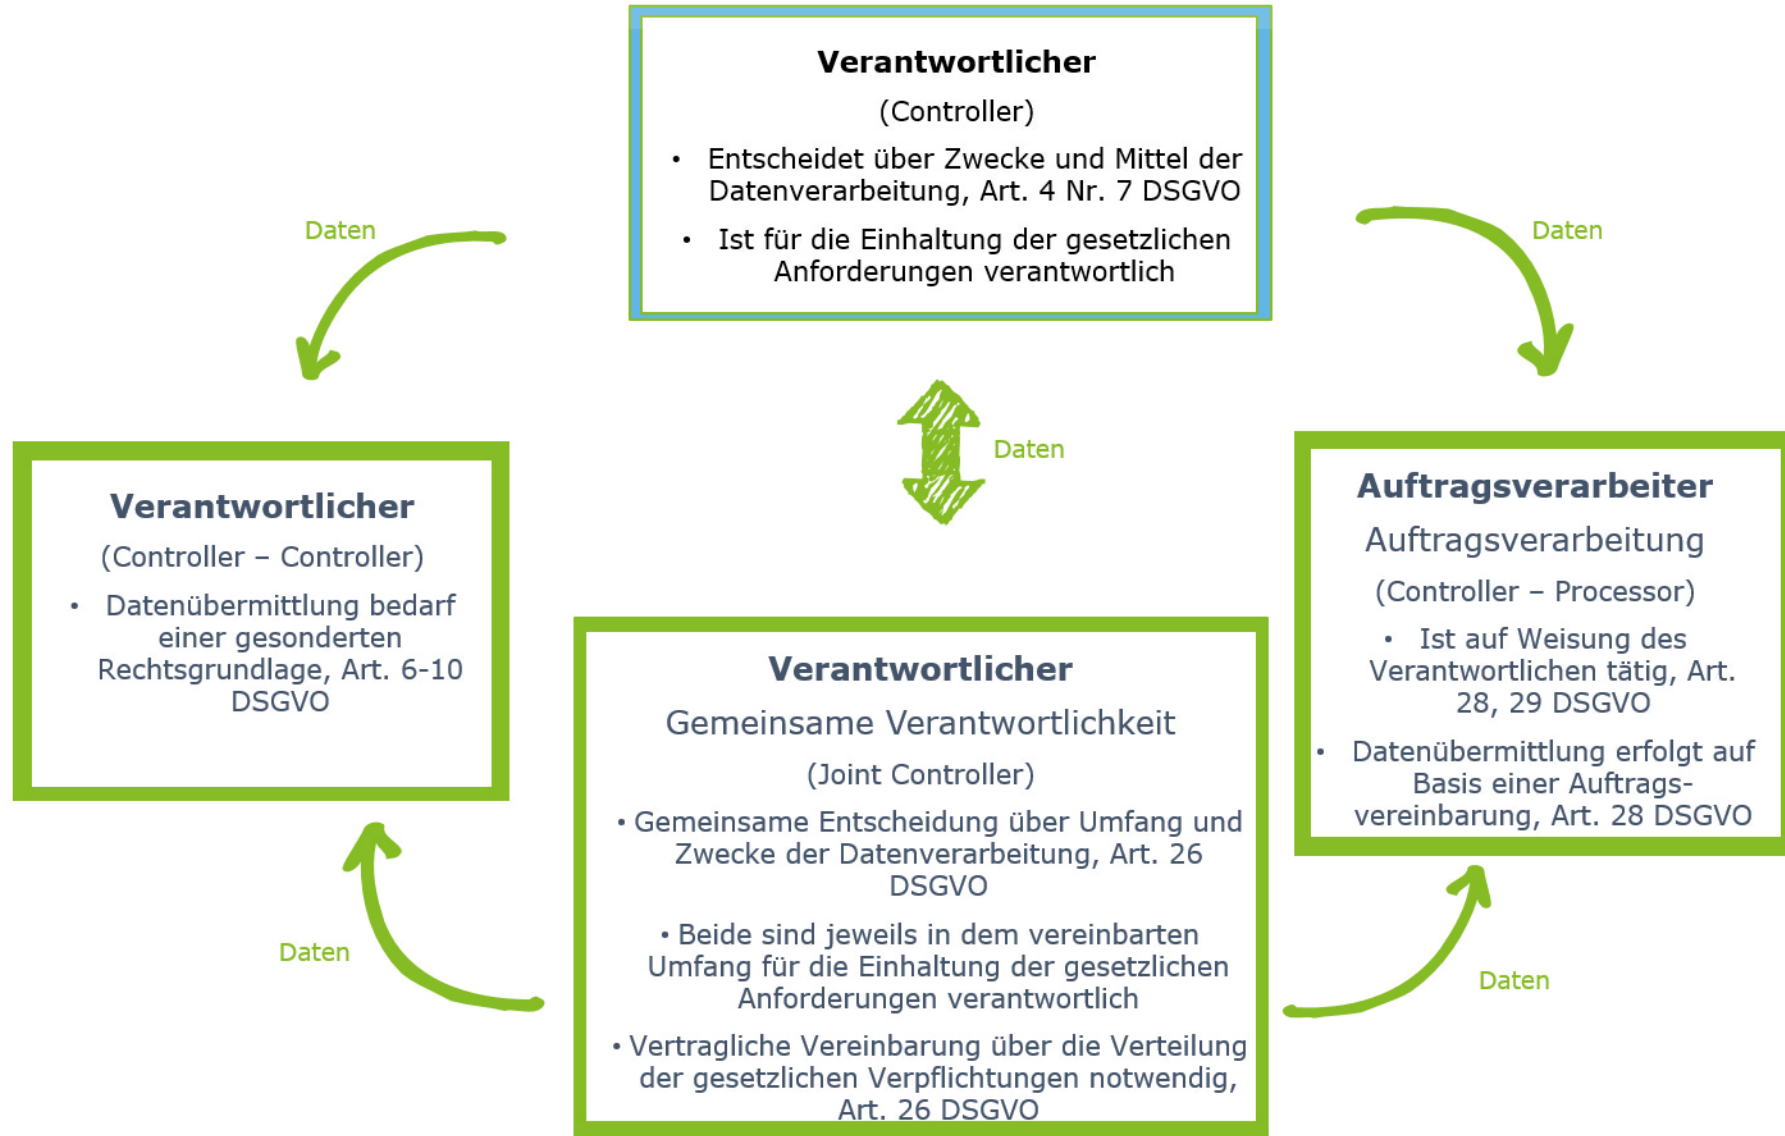 Verantwortlicher
(Controller)
• Entscheidet über Zwecke und Mittel der
Datenverarbeitung, Art. 4 Nr. 7 DSGVO
• Ist für die Einhaltung der gesetzlichen
Anforderungen verantwortlich
Daten
Daten
Daten
Verantwortlicher
(Controller – Controller)
• Datenübermittlung bedarf
einer gesonderten
Rechtsgrundlage, Art. 6-10
DSGVO
Auftragsverarbeiter
Auftragsverarbeitung
(Controller – Processor)
• Ist auf Weisung des
Verantwortlichen tätig, Art.
28, 29 DSGVO
• Datenübermittlung erfolgt auf
Basis einer Auftrags-
vereinbarung, Art. 28 DSGVO
Verantwortlicher
Gemeinsame Verantwortlichkeit
(Joint Controller)
• Gemeinsame Entscheidung über Umfang und
Zwecke der Datenverarbeitung, Art. 26
DSGVO
• Beide sind jeweils in dem vereinbarten
Umfang für die Einhaltung der gesetzlichen
Anforderungen verantwortlich
• Vertragliche Vereinbarung über die Verteilung
der gesetzlichen Verpflichtungen notwendig,
Art. 26 DSGVO
Daten
Daten